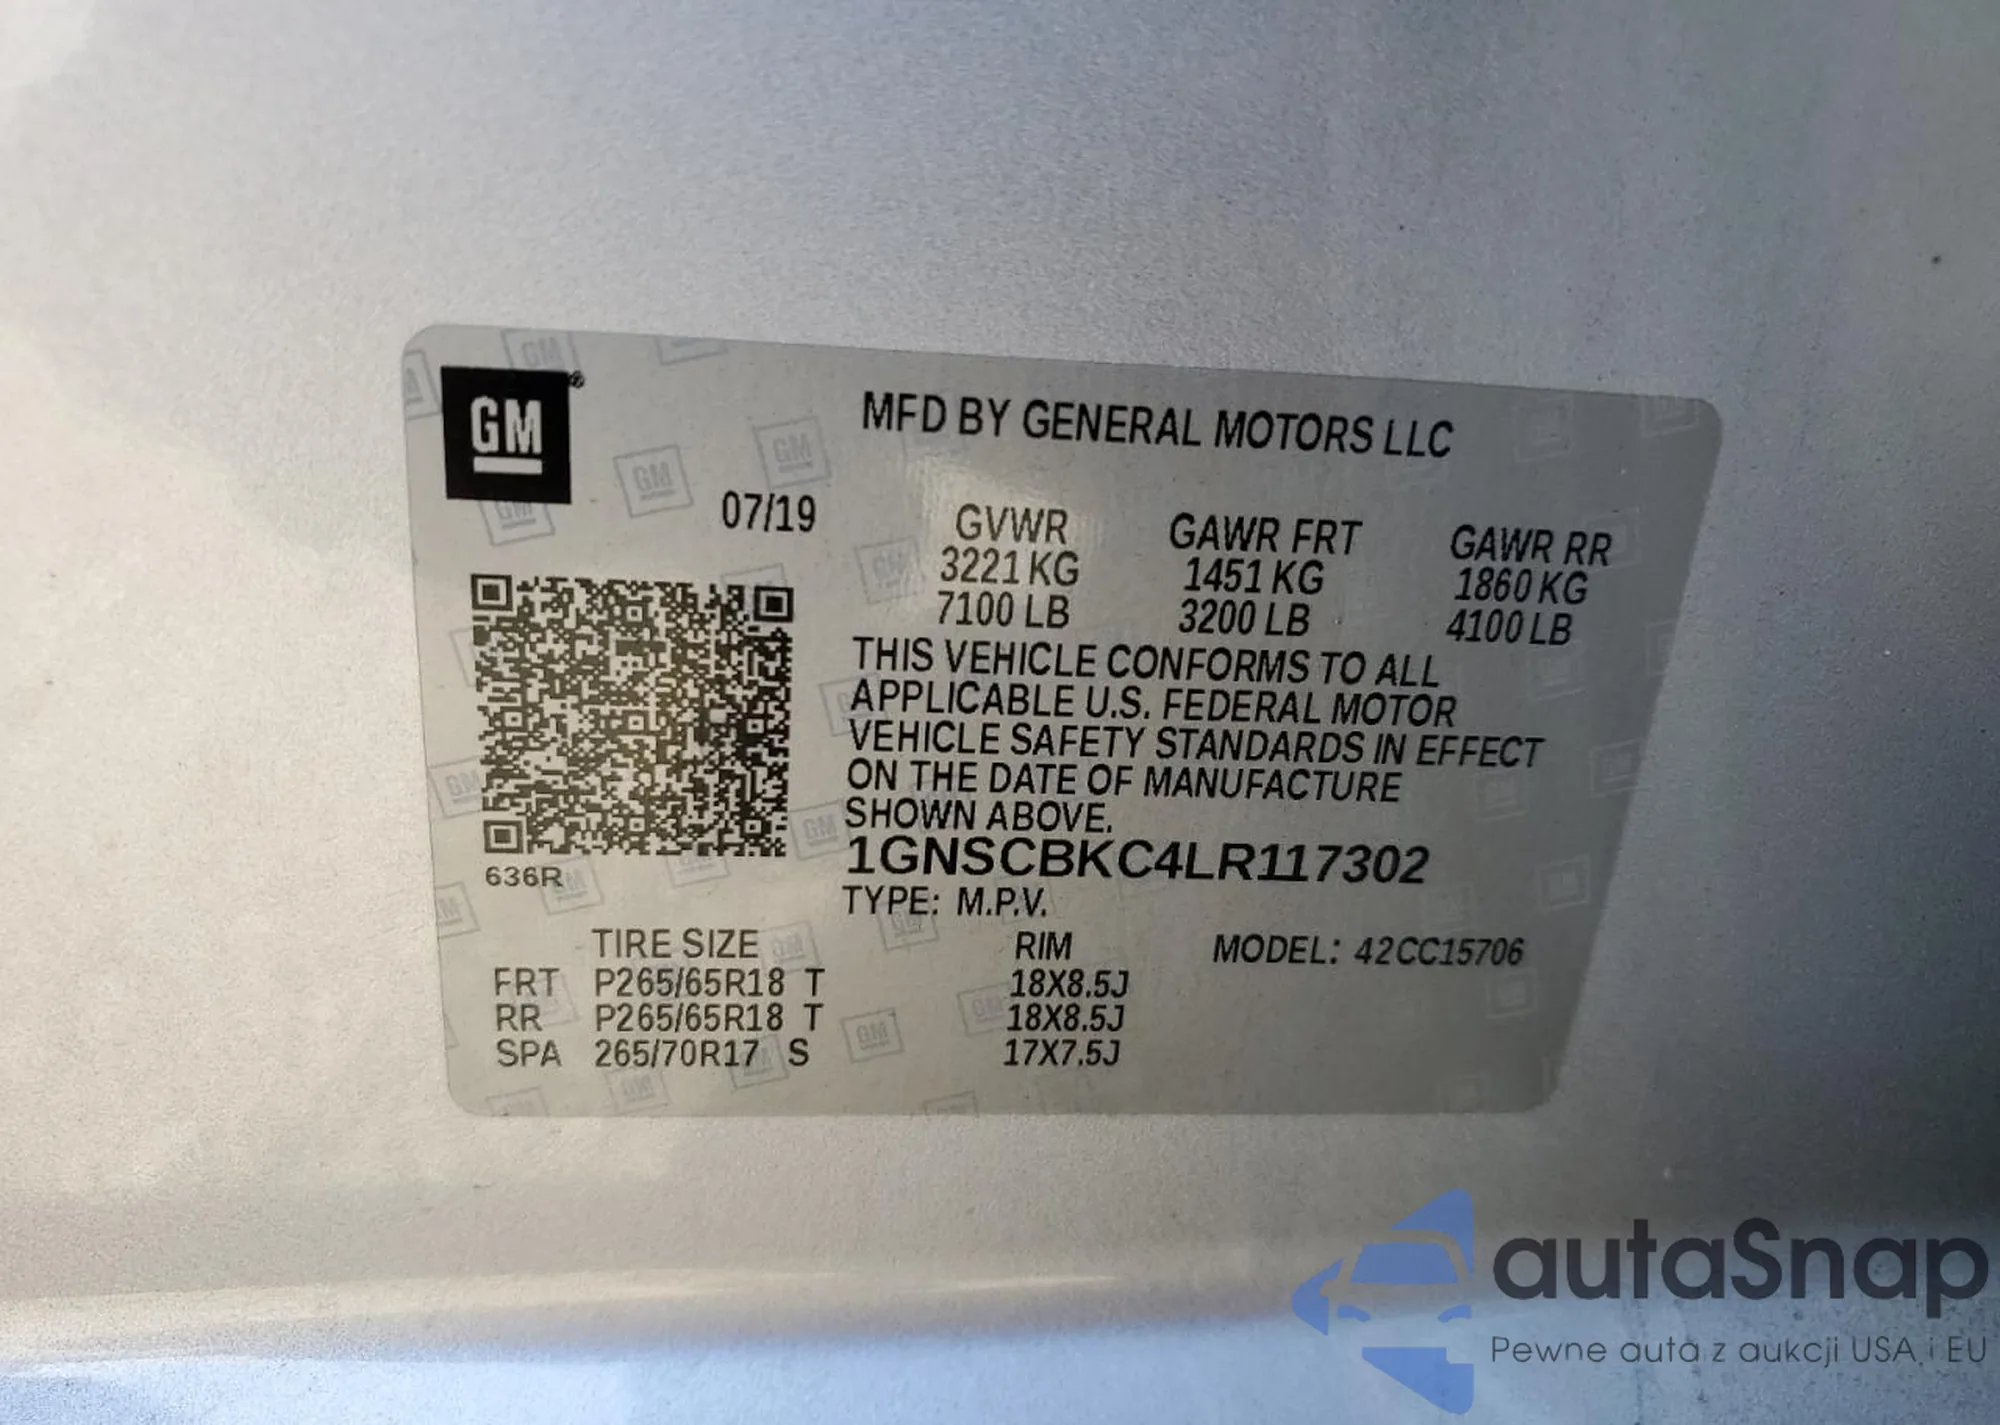 GM®
MFD BY GENERAL MOTORS LLC
07/19
GVWR GAWR FRT GAWR RR
3221 KG 1451 KG 1860 KG
7100 LB 3200 LB 4100 LB
THIS VEHICLE CONFORMS TO ALL
APPLICABLE U.S. FEDERAL MOTOR
VEHICLE SAFETY STANDARDS IN EFFECT
ON THE DATE OF MANUFACTURE
SHOWN ABOVE.
1GNSCBKC4LR117302
636R
TYPE: M.P.V.
TIRE SIZE RIM MODEL: 42CC15706
FRT P265/65R18 T 18X8.5J
RR P265/65R18 T 18X8.5J
SPA 265/70R17 S 17X7.5J
autaSnap
Pewne auta z aukcji USA i EU